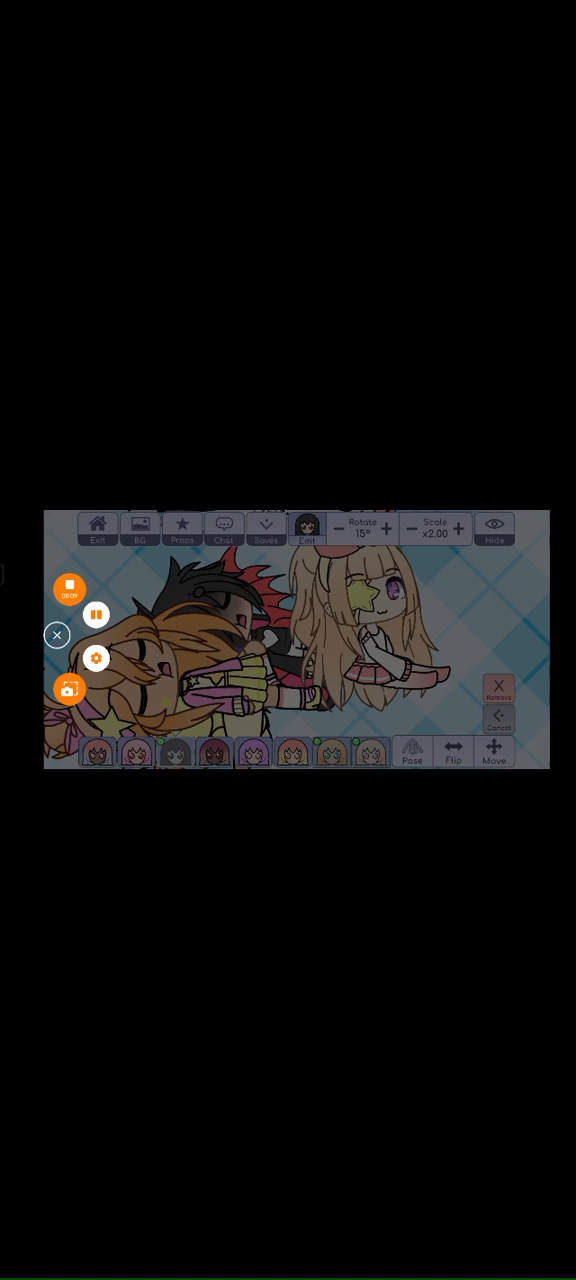 Exit
BG
Props
Chat
Saves
Edit
Rotate
15°
Scale
x2.00
Hide
Remove
Cancel
Pose
Flip
Move